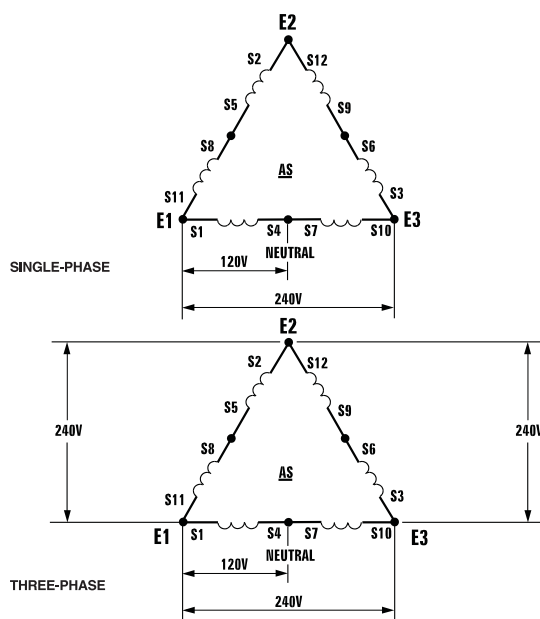 E2
S2 S12
S5 S9
S8 S6
AS
S11 S3
E1 E3
S1 S4 S7 S10
NEUTRAL
120V
SINGLE-PHASE
240V
E2
S2 S12
240V 240V
S5 S9
S8 S6
AS
S11 S3
E1 E3
S1 S4 S7 S10
NEUTRAL
120V
THREE-PHASE
240V